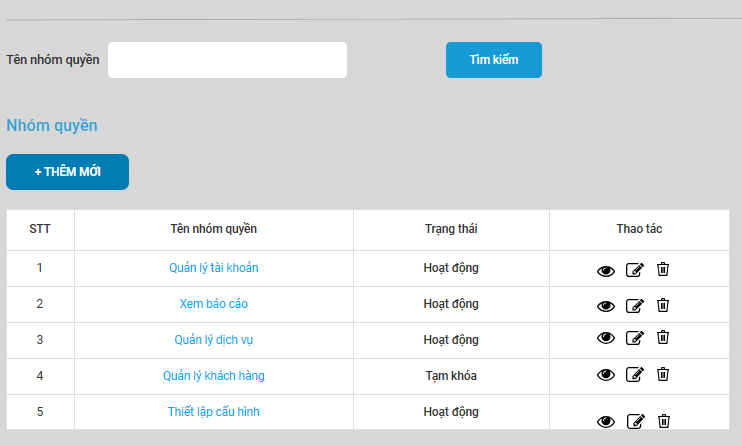 Tên nhóm quyền
Tìm kiếm
Nhóm quyền
+ THÊM MỚI
STT Tên nhóm quyền Trạng thái Thao tác
1 Quản lý tài khoản Hoạt động
2 Xem báo cáo Hoạt động
3 Quản lý dịch vụ Hoạt động
4 Quản lý khách hàng Tạm khóa
5 Thiết lập cấu hình Hoạt động